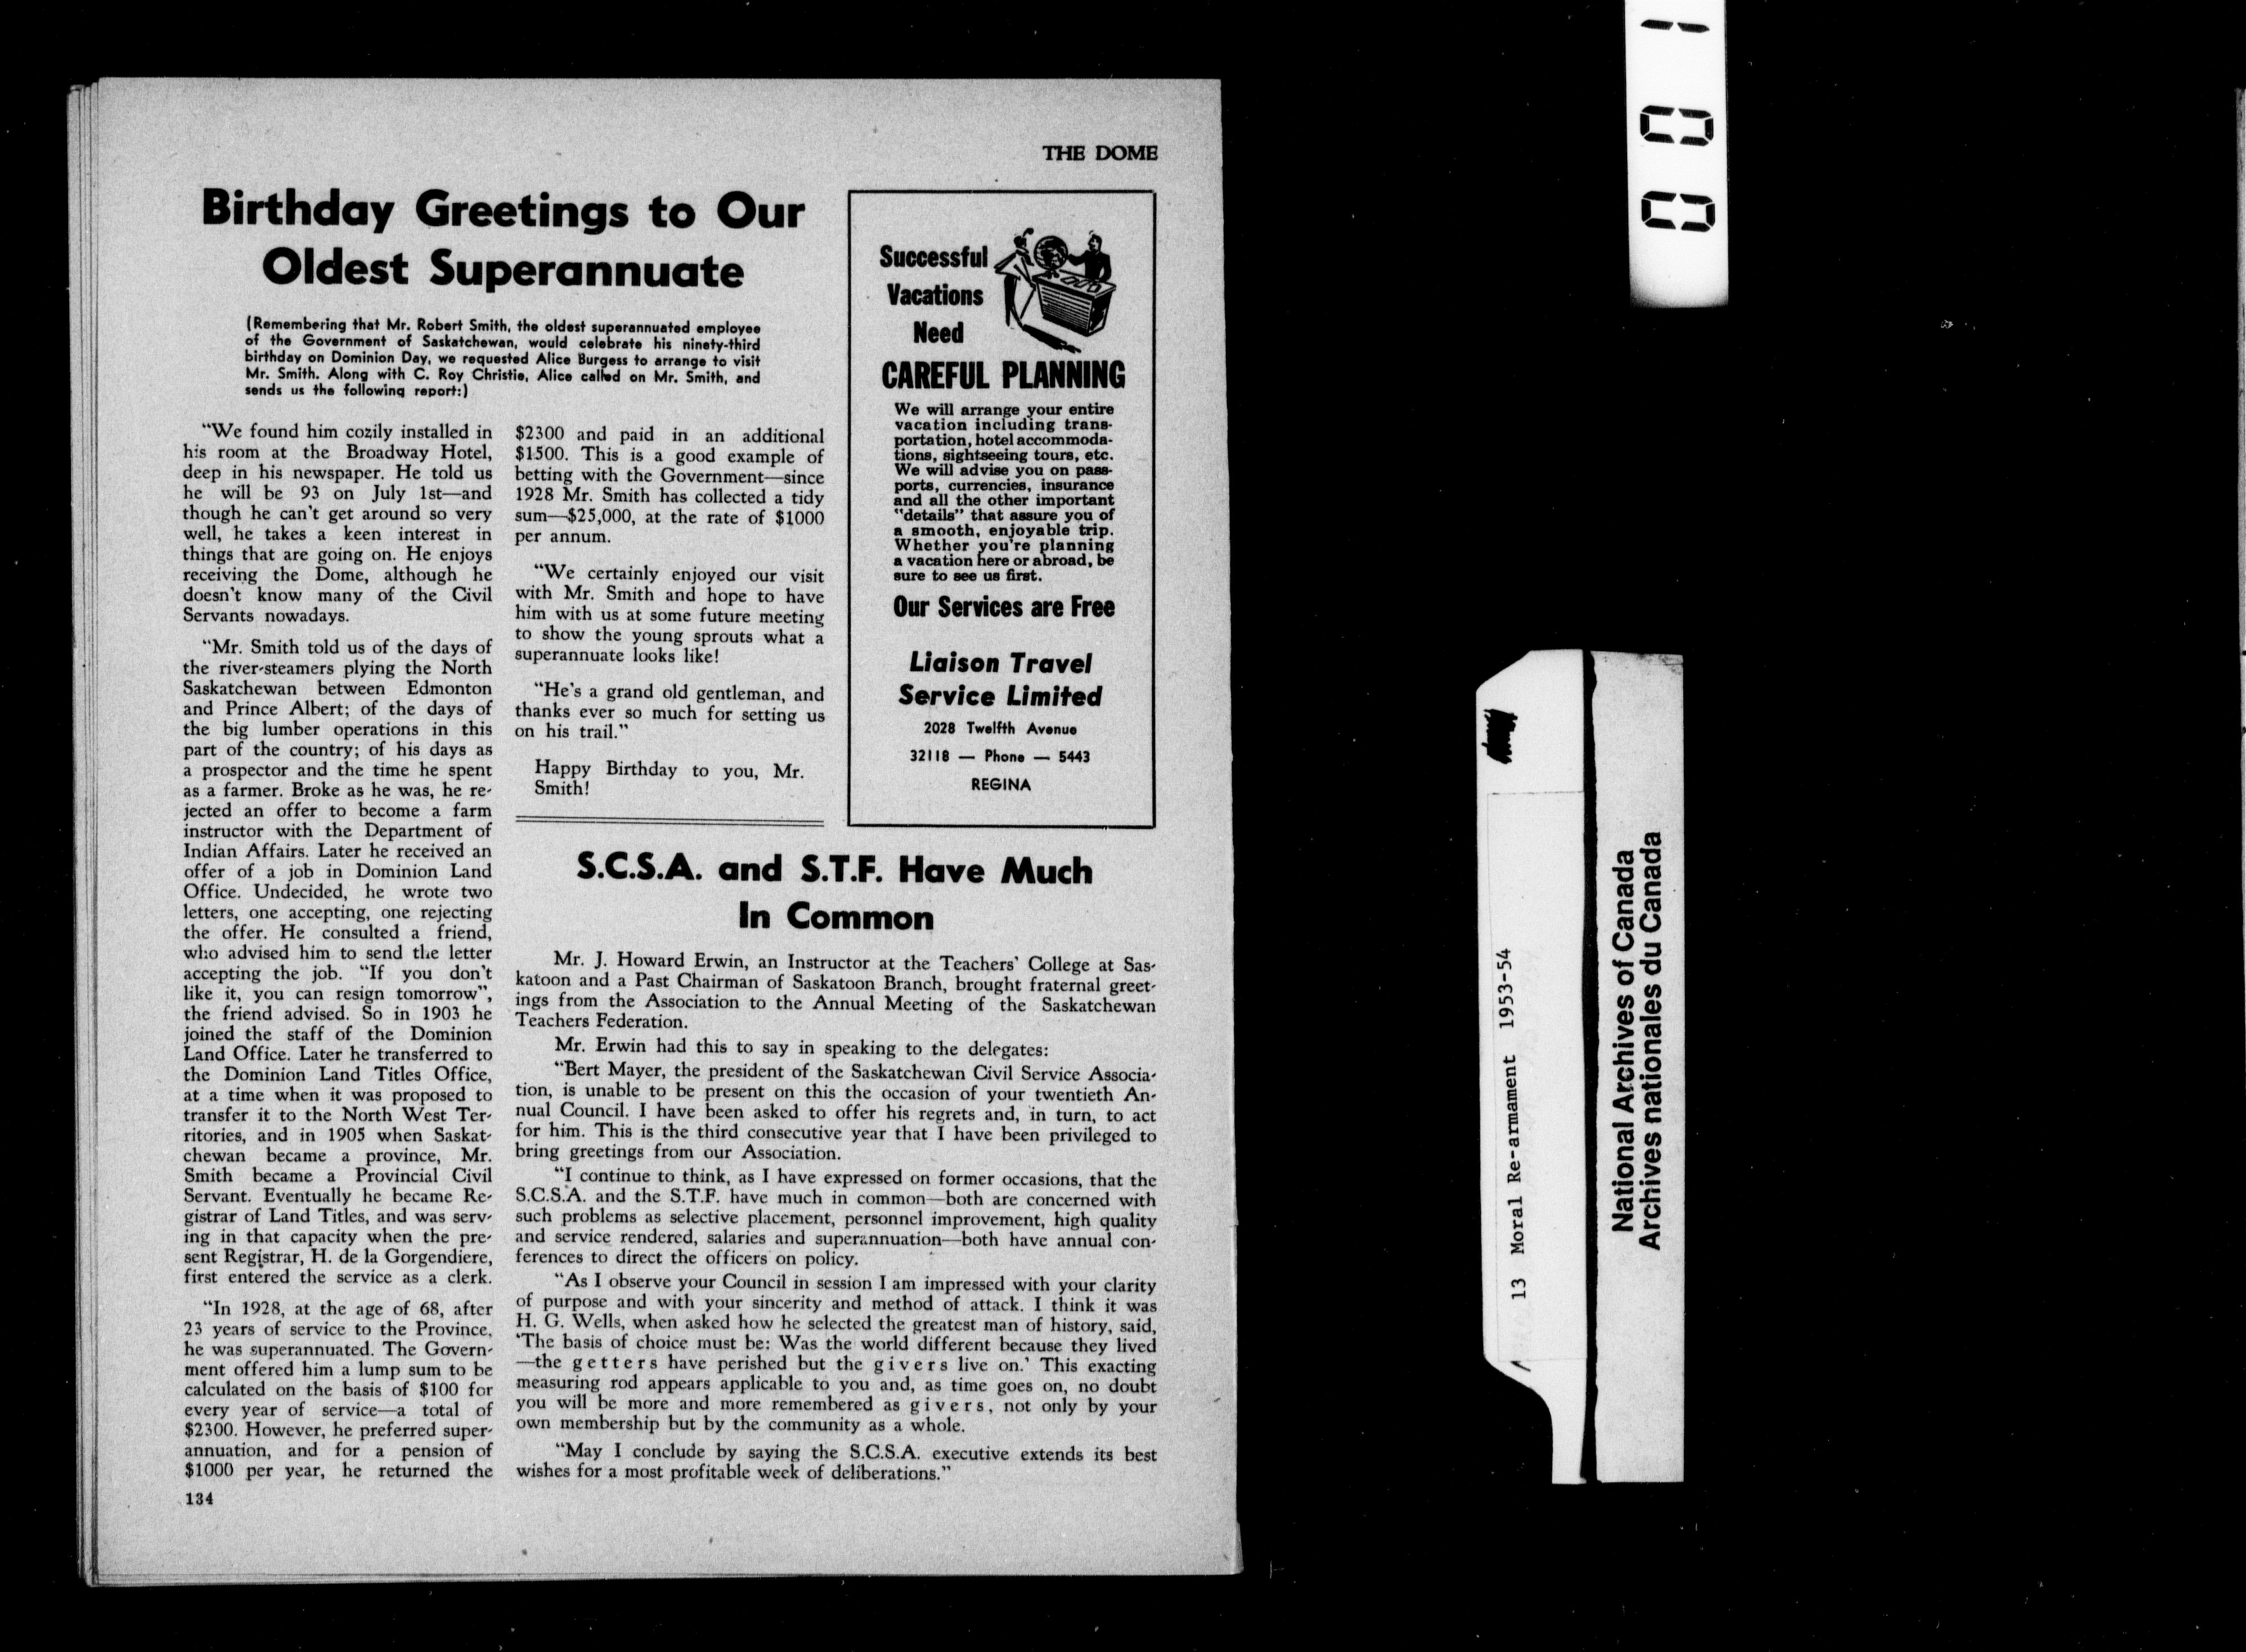 THE DOME
Birthday Greetings to Our
Oldest Superannuate
(Remembering that Mr. Robert Smith, the oldest superannuated employee
of the Government of Saskatchewan, would celebrate his ninety-third
birthday on Dominion Day, we requested Alice Burgess to arrange to visit
Mr. Smith. Along with C. Roy Christie, Alice called on Mr. Smith, and
sends us the following report:)
"We found him cozily installed in
his room at the Broadway Hotel,
deep in his newspaper. He told us
he will be 93 on July 1st—and
though he can't get around so very
well, he takes a keen interest in
things that are going on. He enjoys
receiving the Dome, although he
doesn't know many of the Civil
Servants nowadays.
"Mr. Smith told us of the days of
the river-steamers plying the North
Saskatchewan between Edmonton
and Prince Albert; of the days of
the big lumber operations in this
part of the country; of his days as
a prospector and the time he spent
as a farmer. Broke as he was, he re-
jected an offer to become a farm
instructor with the Department of
Indian Affairs. Later he received an
offer of a job in Dominion Land
Office. Undecided, he wrote two
letters, one accepting, one rejecting
the offer. He consulted a friend,
who advised him to send the letter
accepting the job. "If you don't
like it, you can resign tomorrow",
the friend advised. So in 1903 he
joined the staff of the Dominion
Land Office. Later he transferred to
the Dominion Land Titles Office,
at a time when it was proposed to
transfer it to the North West Ter-
ritories, and in 1905 when Saskat-
chewan became a province, Mr.
Smith became a Provincial Civil
Servant. Eventually he became Re-
gistrar of Land Titles, and was serv-
ing in that capacity when the pre-
sent Registrar, H. de la Gorgendiere,
first entered the service as a clerk.
"In 1928, at the age of 68, after
23 years of service to the Province,
he was superannuated. The Govern-
ment offered him a lump sum to be
calculated on the basis of $100 for
every year of service—a total of
$2300. However, he preferred super-
annuation, and for a pension of
$1000 per year, he returned the
134
$2300 and paid in an additional
$1500. This is a good example of
betting with the Government—since
1928 Mr. Smith has collected a tidy
sum—$25,000, at the rate of $1000
per annum.
"We certainly enjoyed our visit
with Mr. Smith and hope to have
him with us at some future meeting
to show the young sprouts what a
superannuate looks like!
"He's a grand old gentleman, and
thanks ever so much for setting us
on his trail."
Happy Birthday to you, Mr.
Smith!
Successful
Vacations
Need
CAREFUL PLANNING
We will arrange your entire
vacation including trans-
portation, hotel accommoda-
tions, sightseeing tours, etc.
We will advise you on pass-
ports, currencies, insurance
and all the other important
"details" that assure you of
a smooth, enjoyable trip.
Whether you're planning
a vacation here or abroad, be
sure to see us first.
Our Services are Free
Liaison Travel
Service Limited
2028 Twelfth Avenue
32118 — Phone — 5443
REGINA
S.C.S.A. and S.T.F. Have Much
In Common
Mr. J. Howard Erwin, an Instructor at the Teachers' College at Sas-
katoon and a Past Chairman of Saskatoon Branch, brought fraternal greet-
ings from the Association to the Annual Meeting of the Saskatchewan
Teachers Federation.
Mr. Erwin had this to say in speaking to the delegates:
"Bert Mayer, the president of the Saskatchewan Civil Service Associa-
tion, is unable to be present on this the occasion of your twentieth An-
nual Council. I have been asked to offer his regrets and, in turn, to act
for him. This is the third consecutive year that I have been privileged to
bring greetings from our Association.
"I continue to think, as I have expressed on former occasions, that the
S.C.S.A. and the S.T.F. have much in common—both are concerned with
such problems as selective placement, personnel improvement, high quality
and service rendered, salaries and superannuation—both have annual con-
ferences to direct the officers on policy.
"As I observe your Council in session I am impressed with your clarity
of purpose and with your sincerity and method of attack. I think it was
H. G. Wells, when asked how he selected the greatest man of history, said,
'The basis of choice must be: Was the world different because they lived
—the getters have perished but the givers live on.' This exacting
measuring rod appears applicable to you and, as time goes on, no doubt
you will be more and more remembered as givers, not only by your
own membership but by the community as a whole.
"May I conclude by saying the S.C.S.A. executive extends its best
wishes for a most profitable week of deliberations."
001
13 Moral Re-armament 1953-54
National Archives of Canada
Archives nationales du Canada